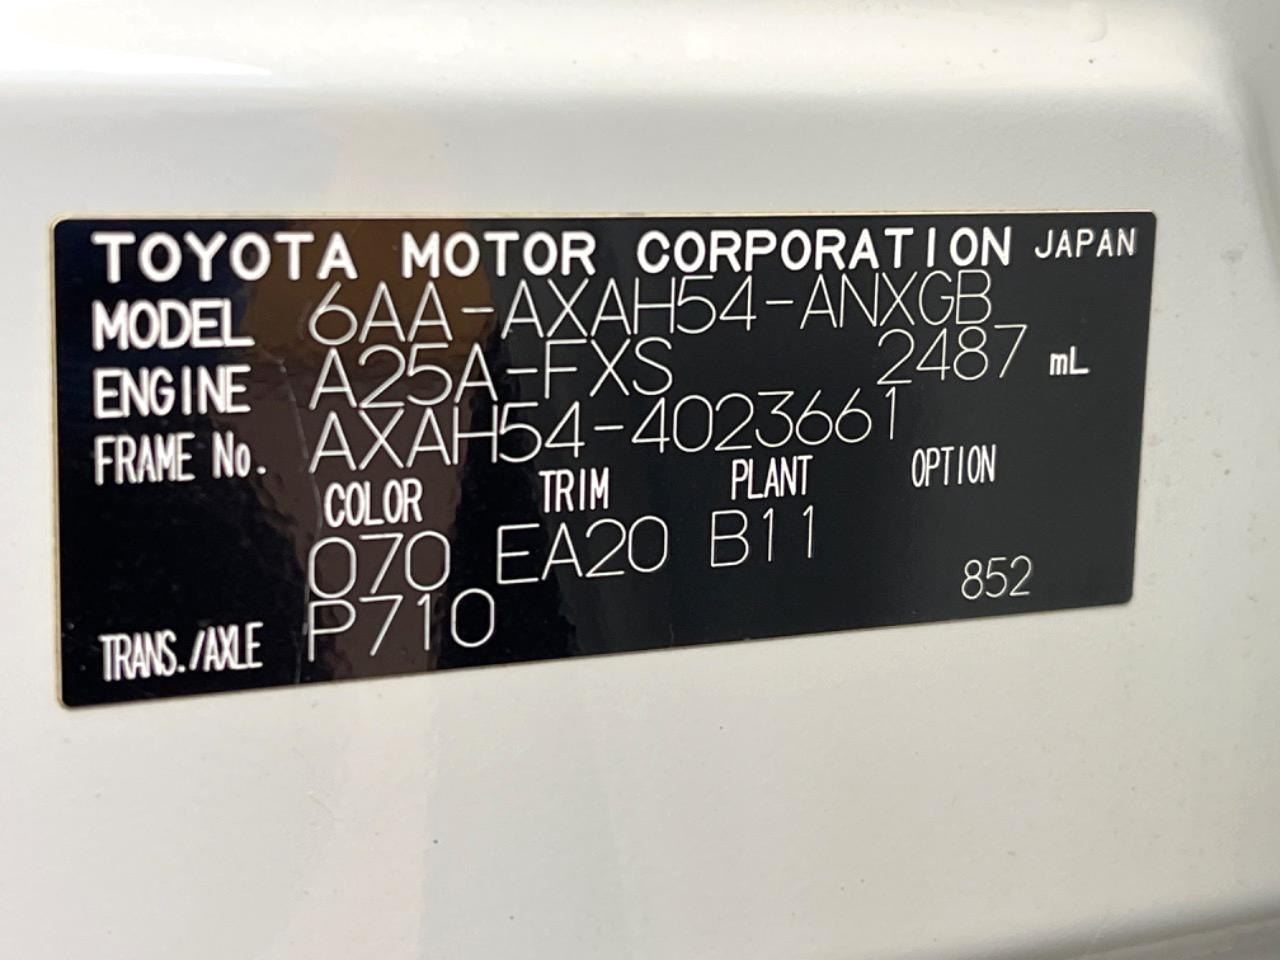 TOYOTA MOTOR CORPORATION JAPAN
MODEL 6AA-AXAH54-ANXGB
ENGINE A25A-FXS 2487 mL
FRAME No. AXAH54-4023661
COLOR TRIM PLANT OPTION
070 EA20 B11
TRANS./AXLE P710 852